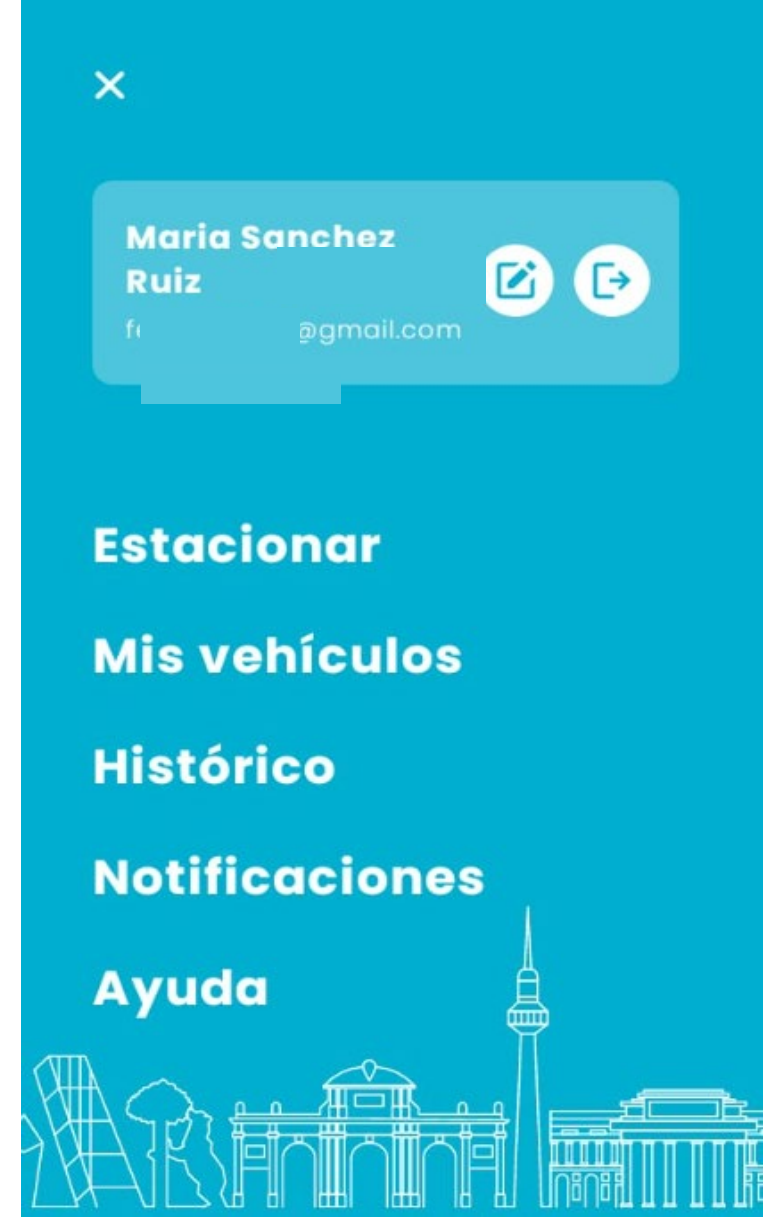 Maria Sanchez
Ruiz
@gmail.com
Estacionar
Mis vehículos
Histórico
Notificaciones
Ayuda